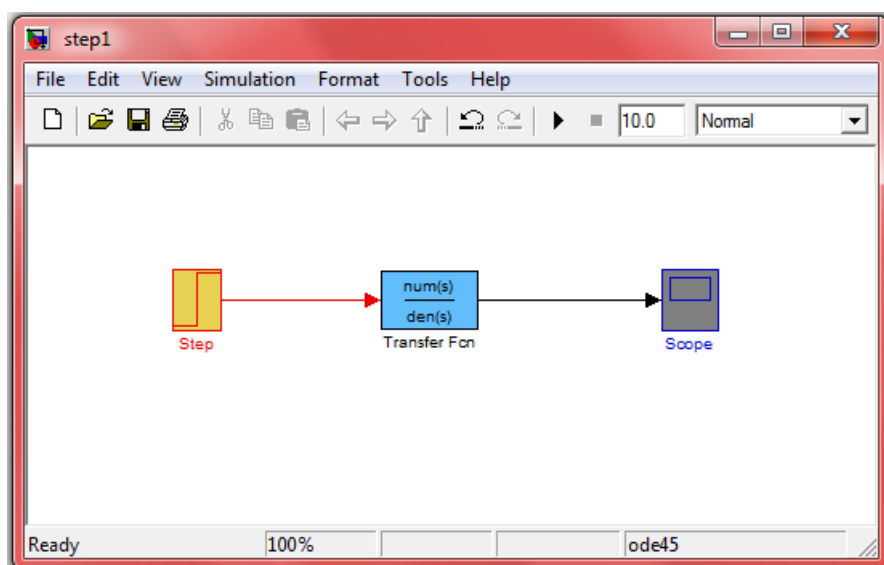 step1
File Edit View Simulation Format Tools Help
10.0 Normal
num(s)
den(s)
Step Transfer Fcn Scope
Ready 100% ode45